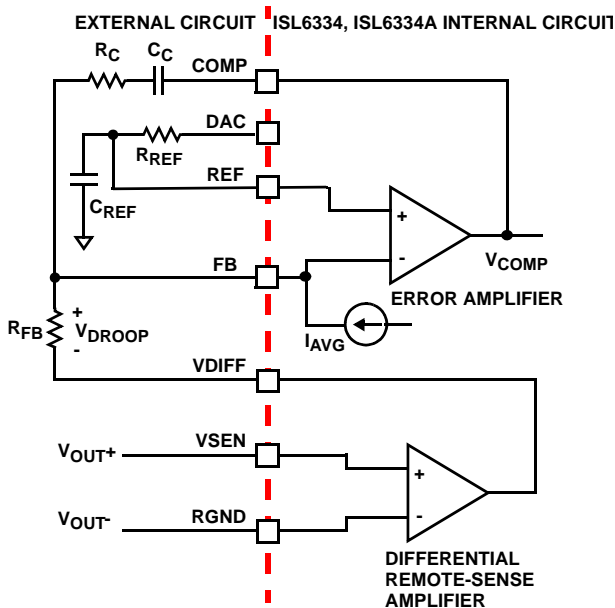 EXTERNAL CIRCUIT
ISL6334, ISL6334A INTERNAL CIRCUIT
RC
CC
COMP
DAC
RREF
REF
CREF
+
-
VCOMP
FB
ERROR AMPLIFIER
RFB
+
VDROOP
-
IAVG
VDIFF
VOUT+
VSEN
+
VOUT-
RGND
-
DIFFERENTIAL
REMOTE-SENSE
AMPLIFIER